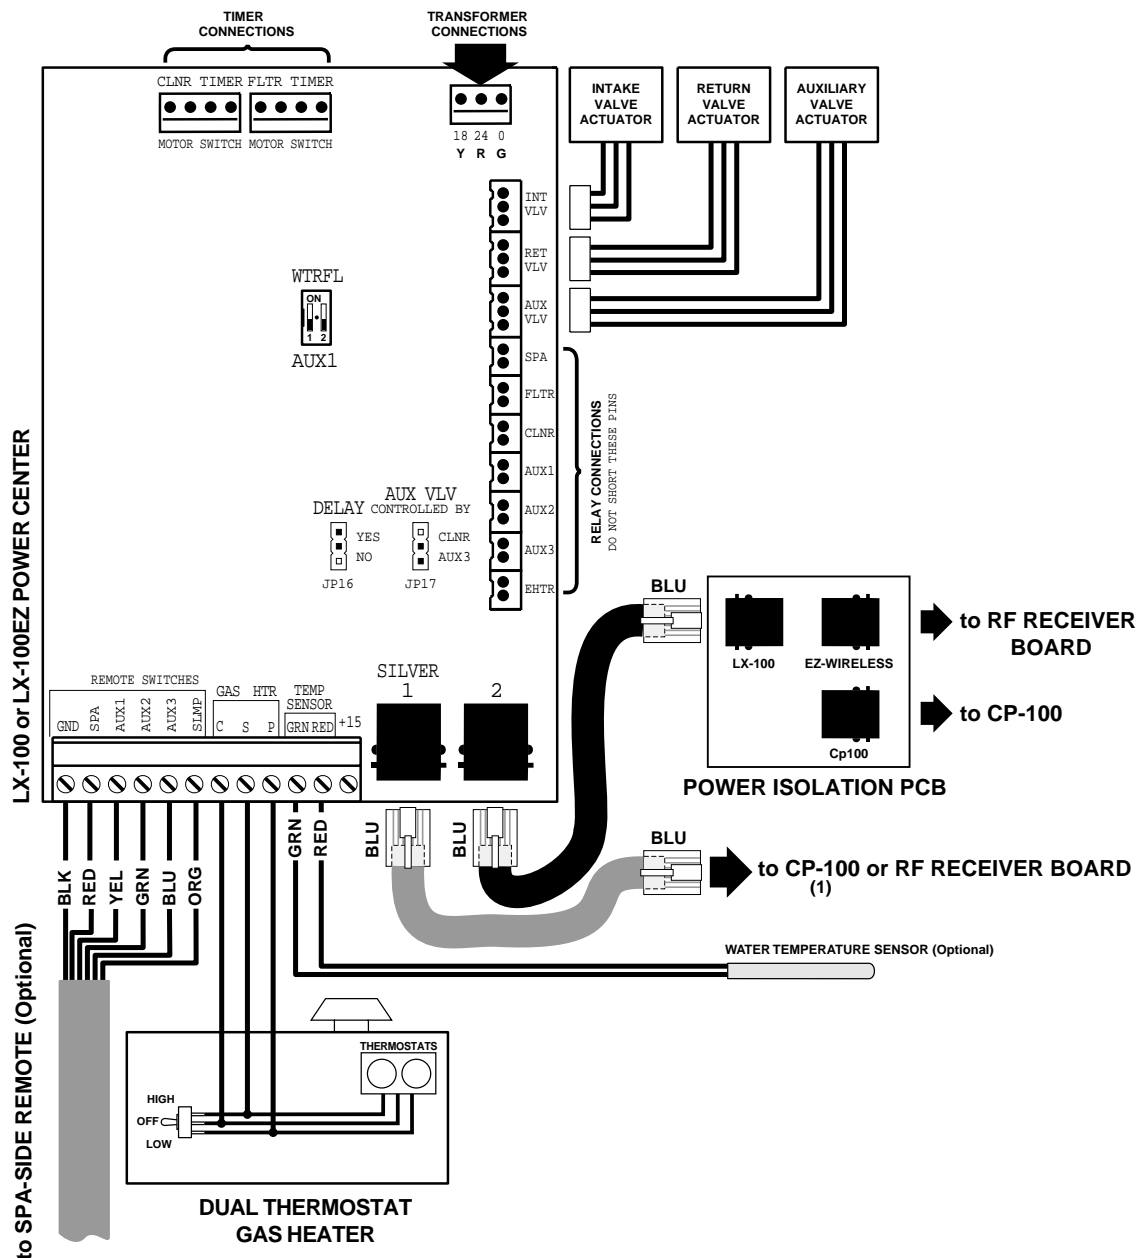 TIMER
CONNECTIONS
TRANSFORMER
CONNECTIONS
CLNR TIMER FLTR TIMER
MOTOR SWITCH MOTOR SWITCH
18 24 0
Y R G
INTAKE
VALVE
ACTUATOR
RETURN
VALVE
ACTUATOR
AUXILIARY
VALVE
ACTUATOR
INT
VLV
RET
VLV
AUX
VLV
SPA
FLTR
CLNR
AUX1
AUX2
AUX3
EHTR
RELAY CONNECTIONS
DO NOT SHORT THESE PINS
WTRFL
ON
1 2
AUX1
LX-100 or LX-100EZ POWER CENTER
DELAY
YES
NO
JP16
AUX VLV
CONTROLLED BY
CLNR
AUX3
JP17
BLU
LX-100
EZ-WIRELESS
Cp100
to RF RECEIVER
BOARD
to CP-100
POWER ISOLATION PCB
REMOTE SWITCHES
GND SPA AUX1 AUX2 AUX3 SLMP
GAS HTR
C S P
TEMP
SENSOR
GRN RED +15
SILVER
1 2
BLK RED YEL GRN BLU ORG
GRN RED
BLU
BLU
BLU
to CP-100 or RF RECEIVER BOARD
(1)
WATER TEMPERATURE SENSOR (Optional)
to SPA-SIDE REMOTE (Optional)
THERMOSTATS
HIGH
OFF
LOW
DUAL THERMOSTAT
GAS HEATER